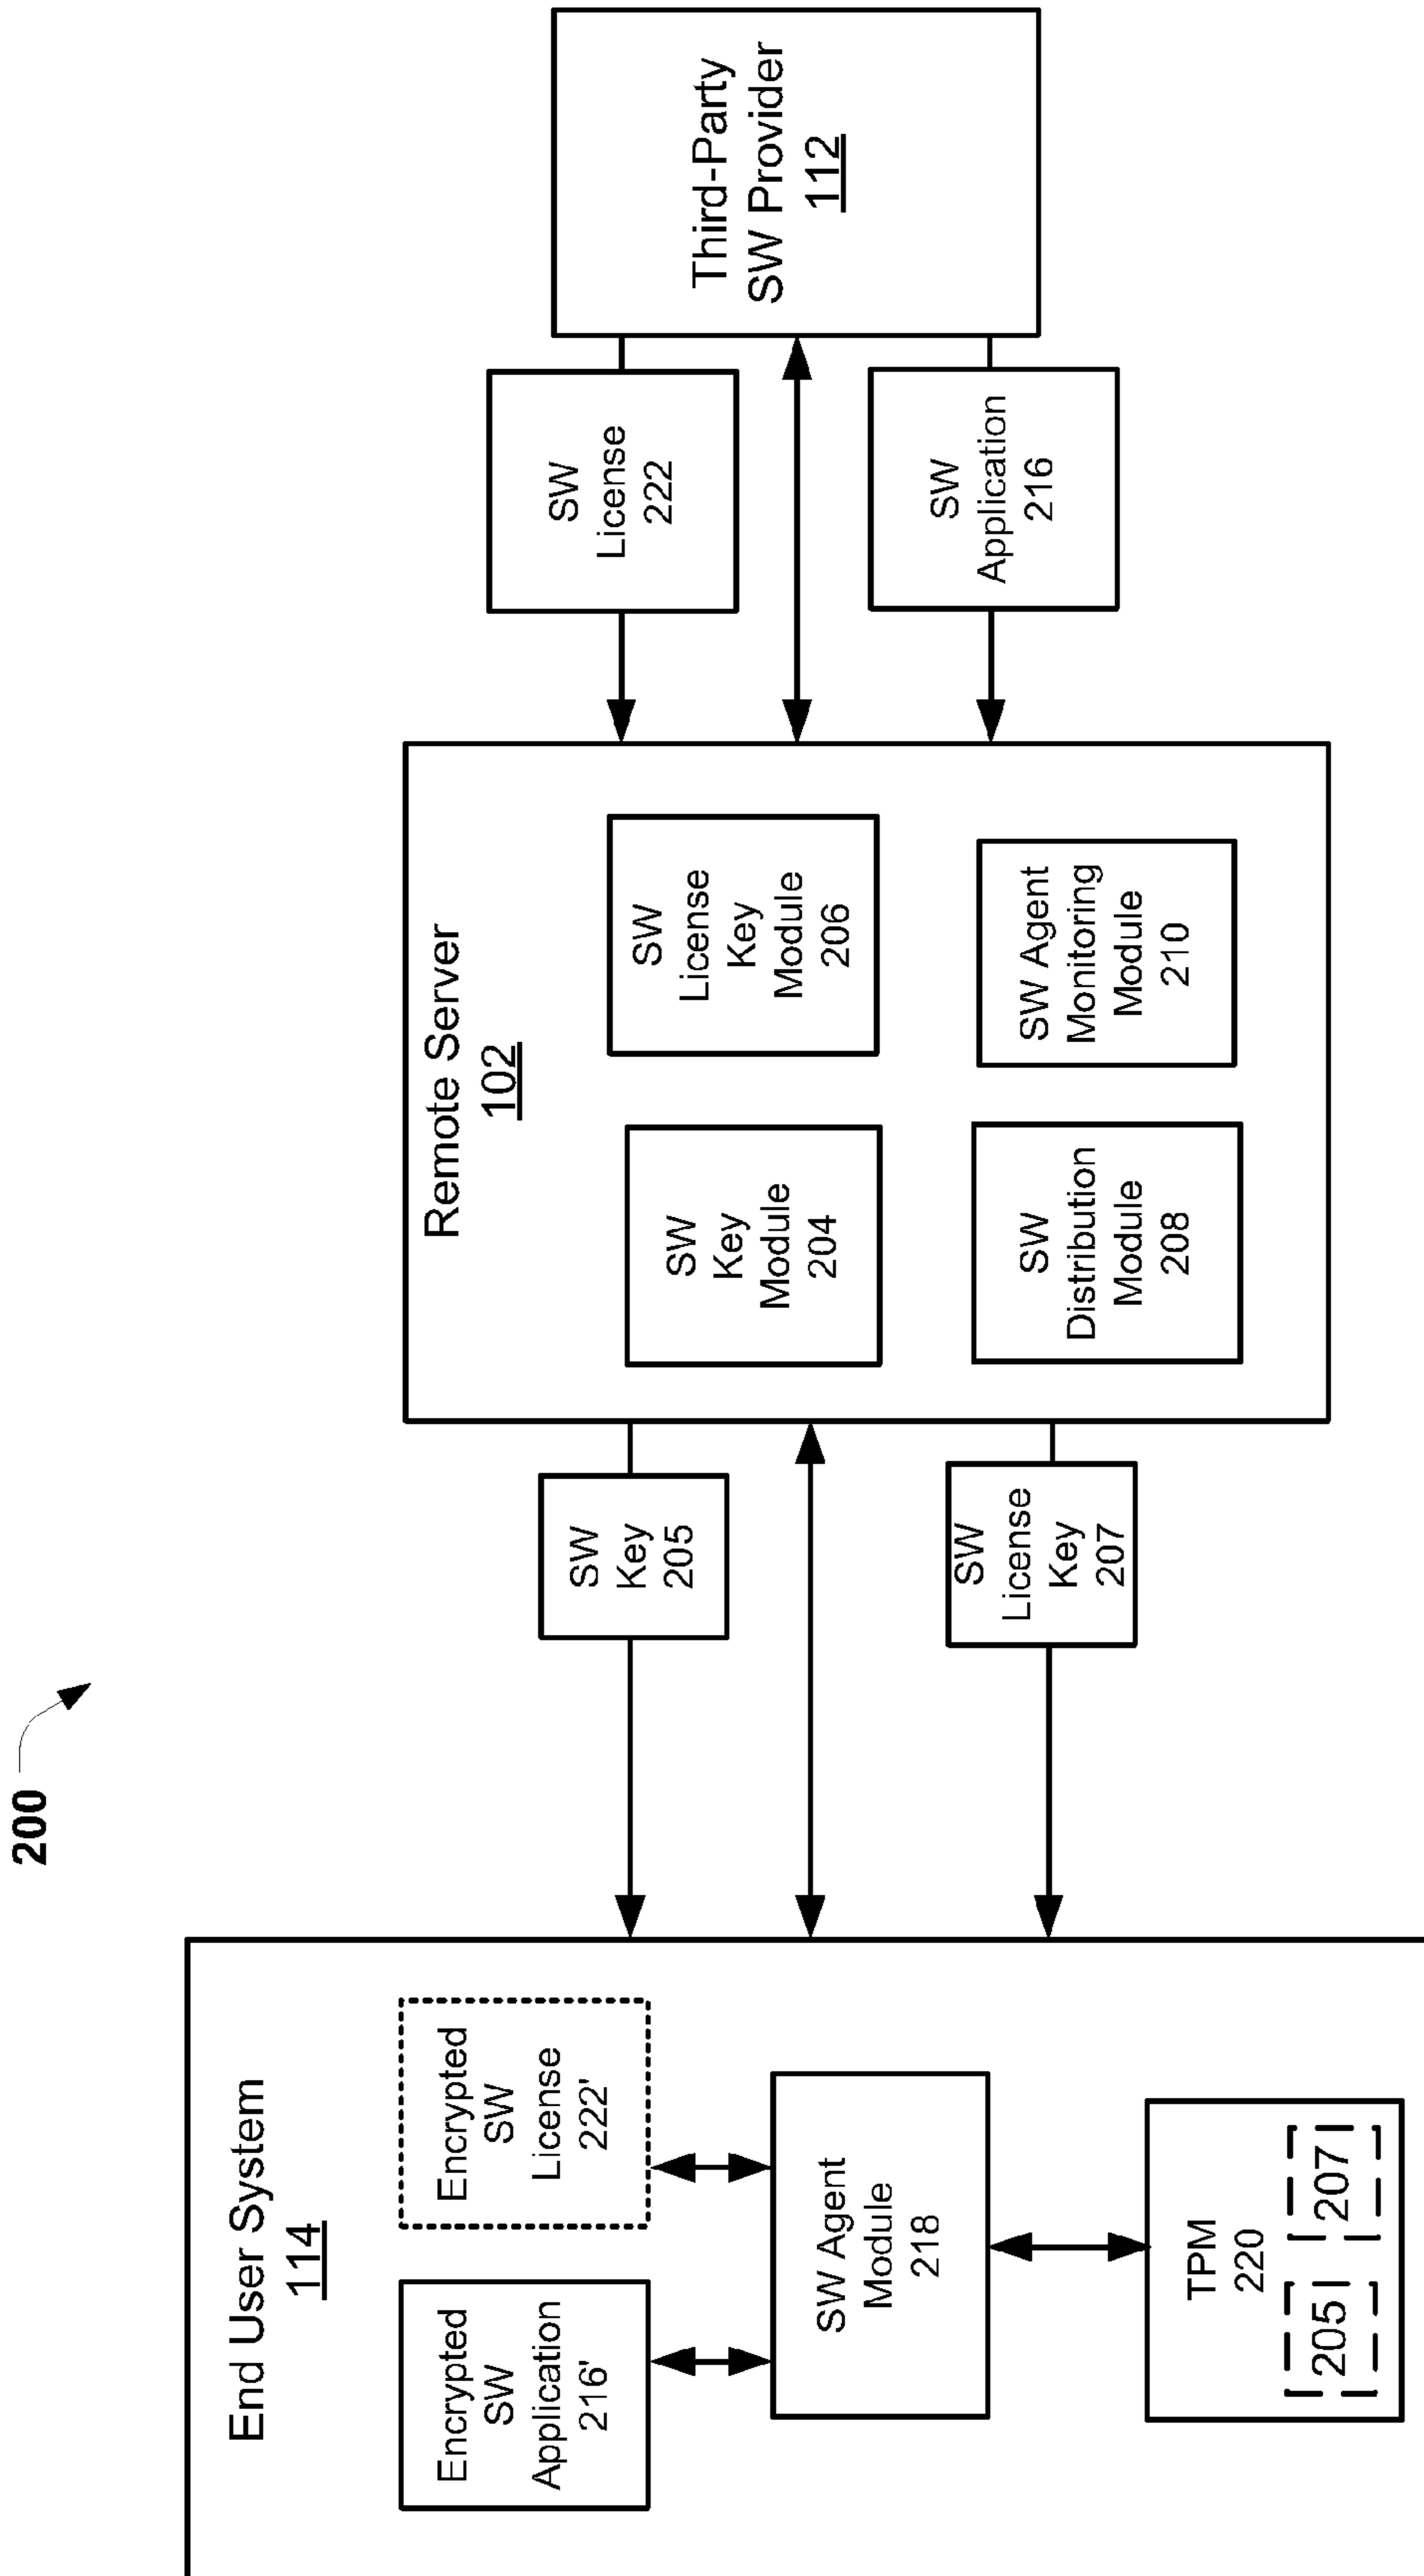 200
End User System
114
Encrypted
SW
Application
216'
Encrypted
SW
License
222'
SW Agent
Module
218
TPM
220
205
207
SW
Key
205
SW
License
Key
207
Remote Server
102
SW
Key
Module
204
SW
License
Key
Module
206
SW
Distribution
Module
208
SW Agent
Monitoring
Module
210
SW
License
222
SW
Application
216
Third-Party
SW Provider
112